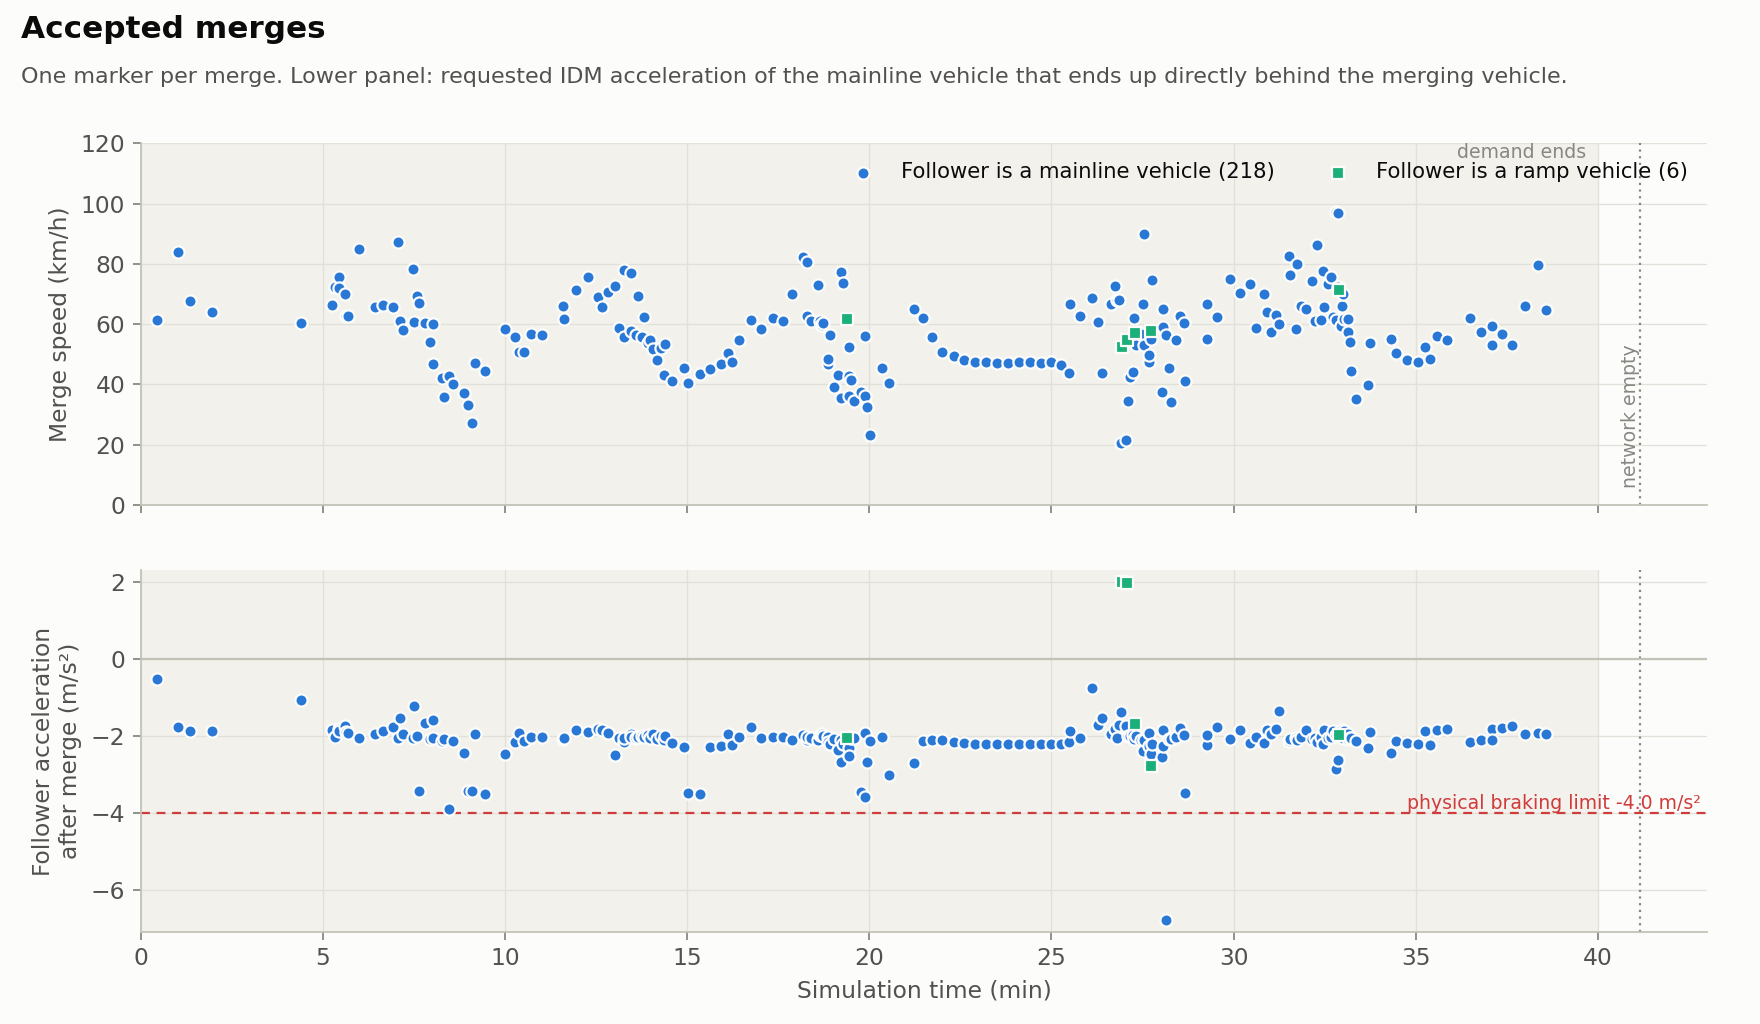 Accepted merges
One marker per merge. Lower panel: requested IDM acceleration of the mainline vehicle that ends up directly behind the merging vehicle.
demand ends
Follower is a mainline vehicle (218)
Follower is a ramp vehicle (6)
Merge speed (km/h)
120
100
80
60
40
20
0
network empty
Follower acceleration
after merge (m/s²)
2
0
−2
−4
−6
physical braking limit -4.0 m/s²
0
5
10
15
20
25
30
35
40
Simulation time (min)